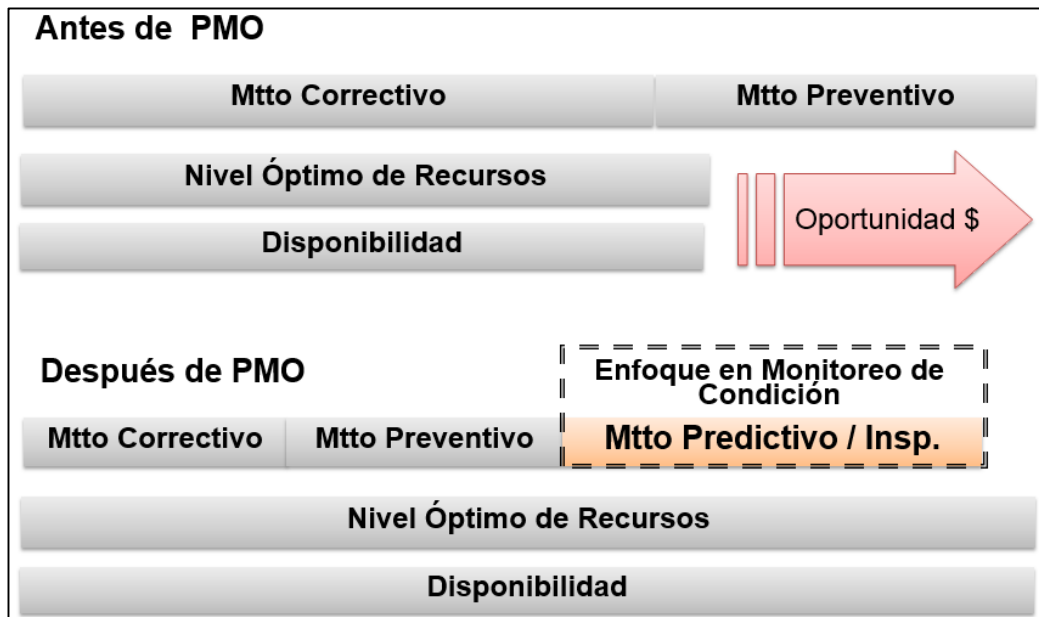 Antes de PMO
Mtto Correctivo
Mtto Preventivo
Nivel Óptimo de Recursos
Oportunidad $
Disponibilidad
Después de PMO
Enfoque en Monitoreo de
Condición
Mtto Correctivo
Mtto Preventivo
Mtto Predictivo / Insp.
Nivel Óptimo de Recursos
Disponibilidad